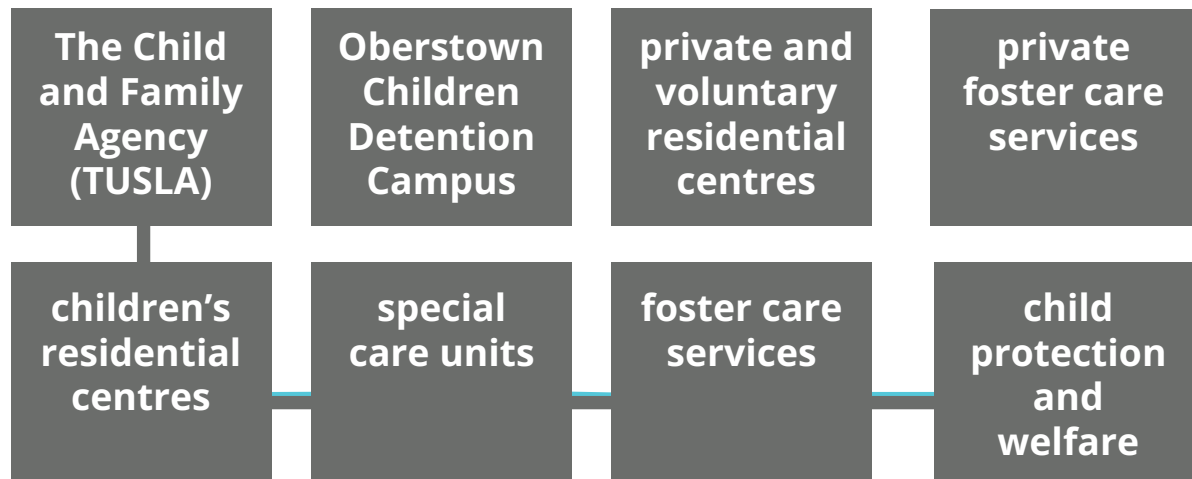 The Child
and Family
Agency
(TUSLA)
Oberstown
Children
Detention
Campus
private and
voluntary
residential
centres
private
foster care
services
children’s
residential
centres
special
care units
foster care
services
child
protection
and
welfare